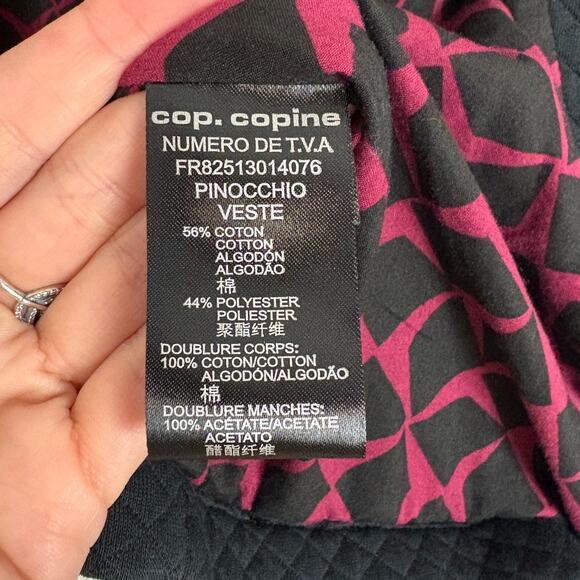 cop. copine
NUMERO DE T.V.A
FR82513014076
PINOCCHIO
VESTE
56% COTON
COTTON
ALGODÓN
ALGODÃO
棉
44% POLYESTER
POLIESTER
聚酯纤维
DOUBLURE CORPS:
100% COTON/COTTON
ALGODÓN/ALGODÃO
棉
DOUBLURE MANCHES:
100% ACÉTATE/ACETATE
ACETATO
醋酯纤维